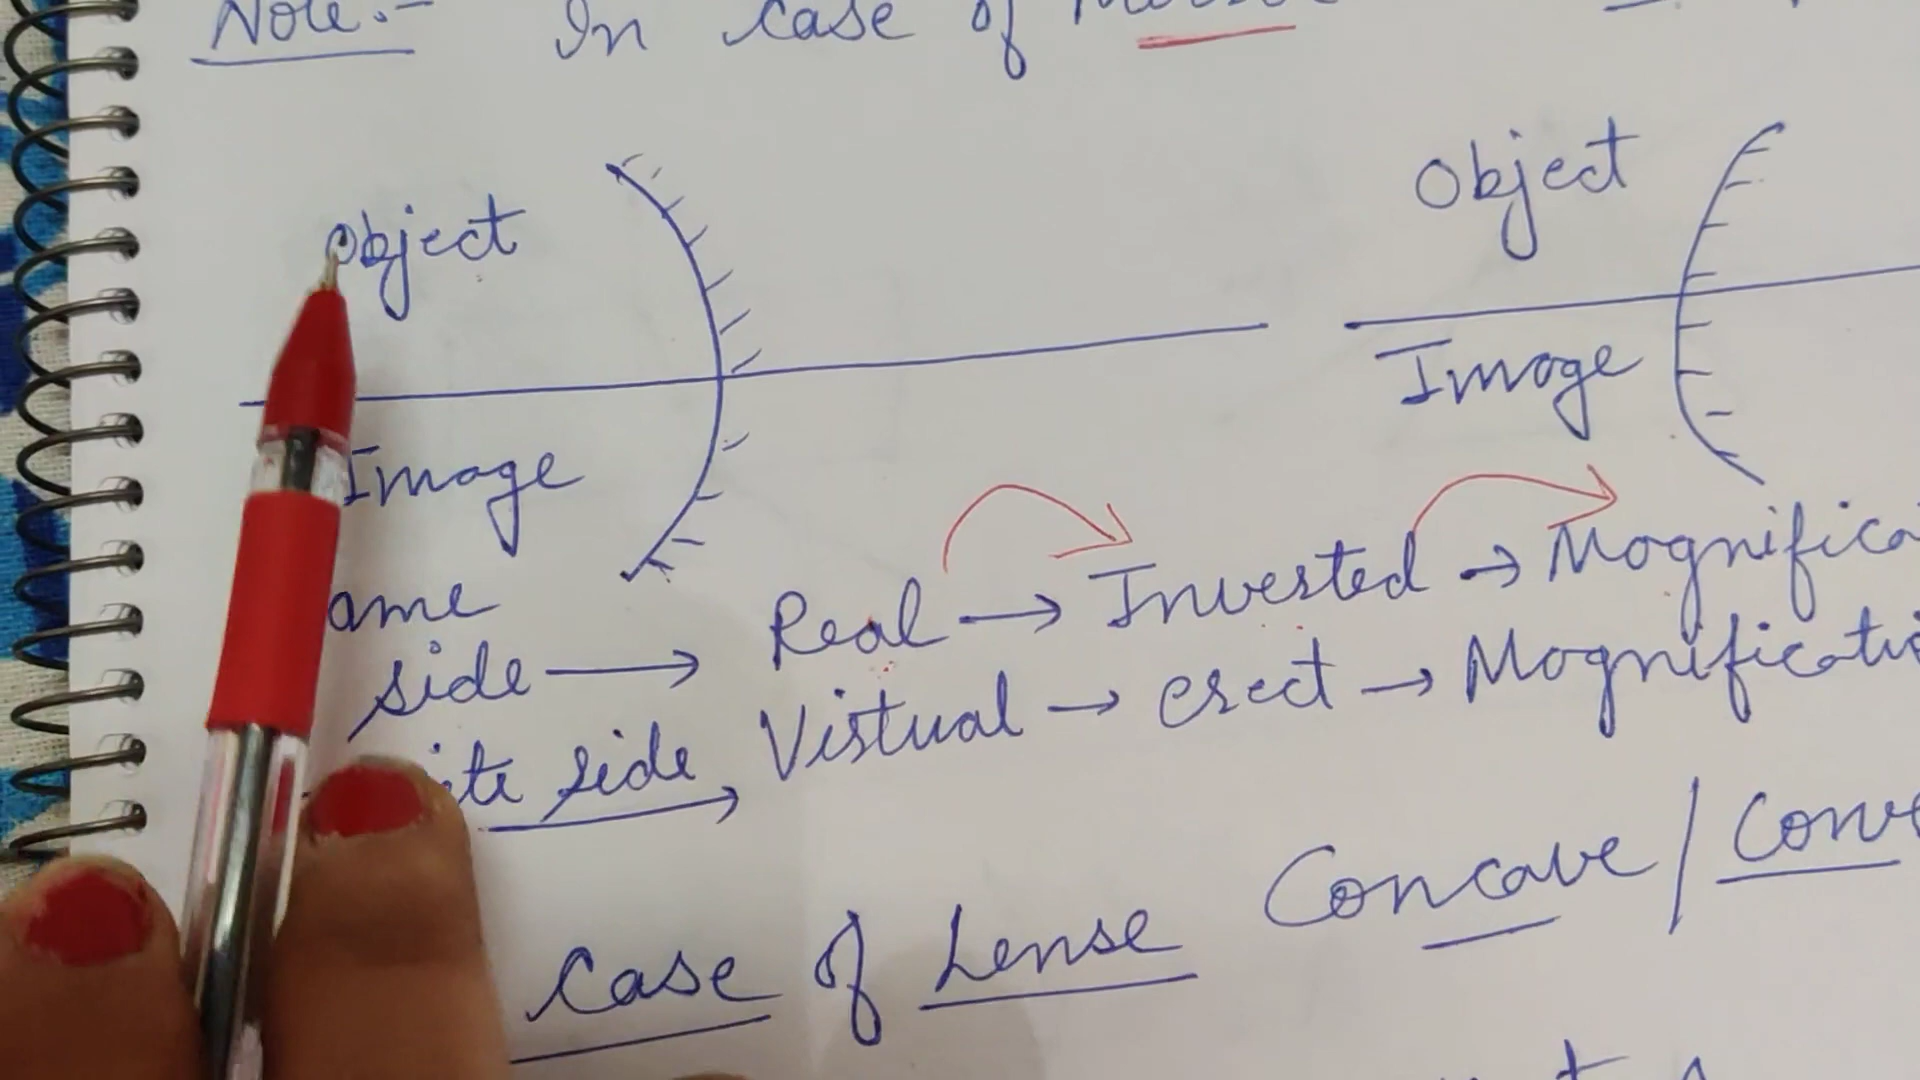 Note:- In case of
Object
Image
Object
Image
side → Real → Inverted → Magnifica
side → Virtual → erect → Magnificati
case of Lense Concave / Conv